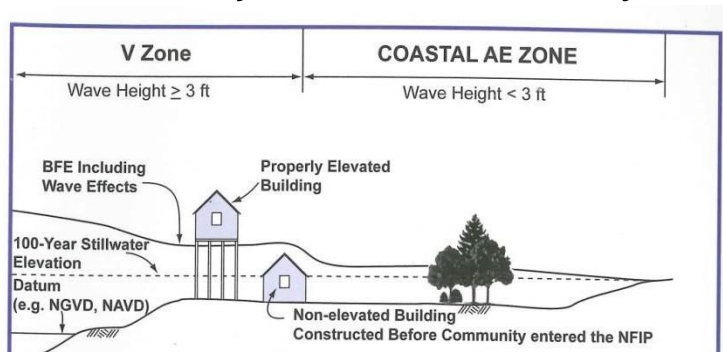 V Zone
COASTAL AE ZONE
Wave Height ≥ 3 ft
Wave Height < 3 ft
BFE Including
Wave Effects
Properly Elevated
Building
100-Year Stillwater
Elevation
Datum
(e.g. NGVD, NAVD)
Non-elevated Building
Constructed Before Community entered the NFIP